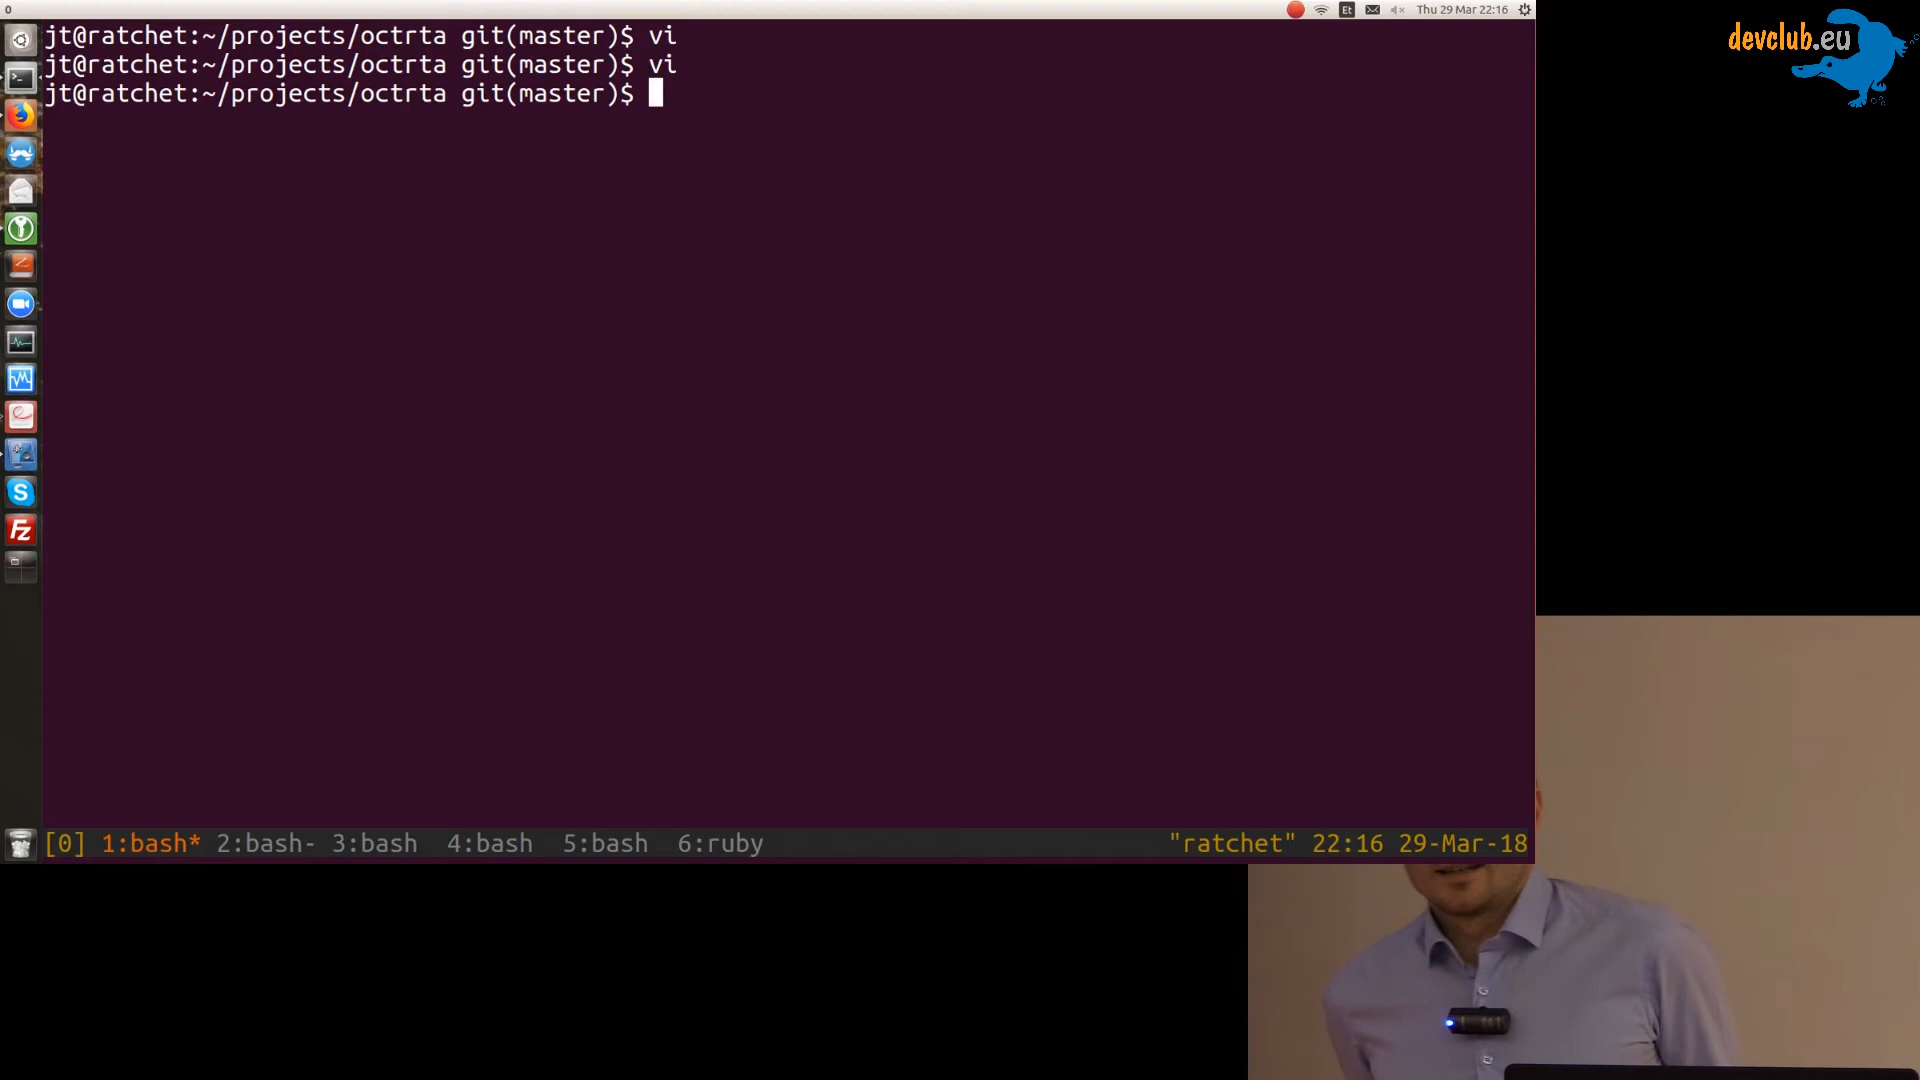 0
Et
Thu 29 Mar 22:16
devclub.eu
jt@ratchet:~/projects/octrta git(master)$ vi
jt@ratchet:~/projects/octrta git(master)$ vi
jt@ratchet:~/projects/octrta git(master)$
S
Fz
[0] 1:bash* 2:bash- 3:bash 4:bash 5:bash 6:ruby
"ratchet" 22:16 29-Mar-18